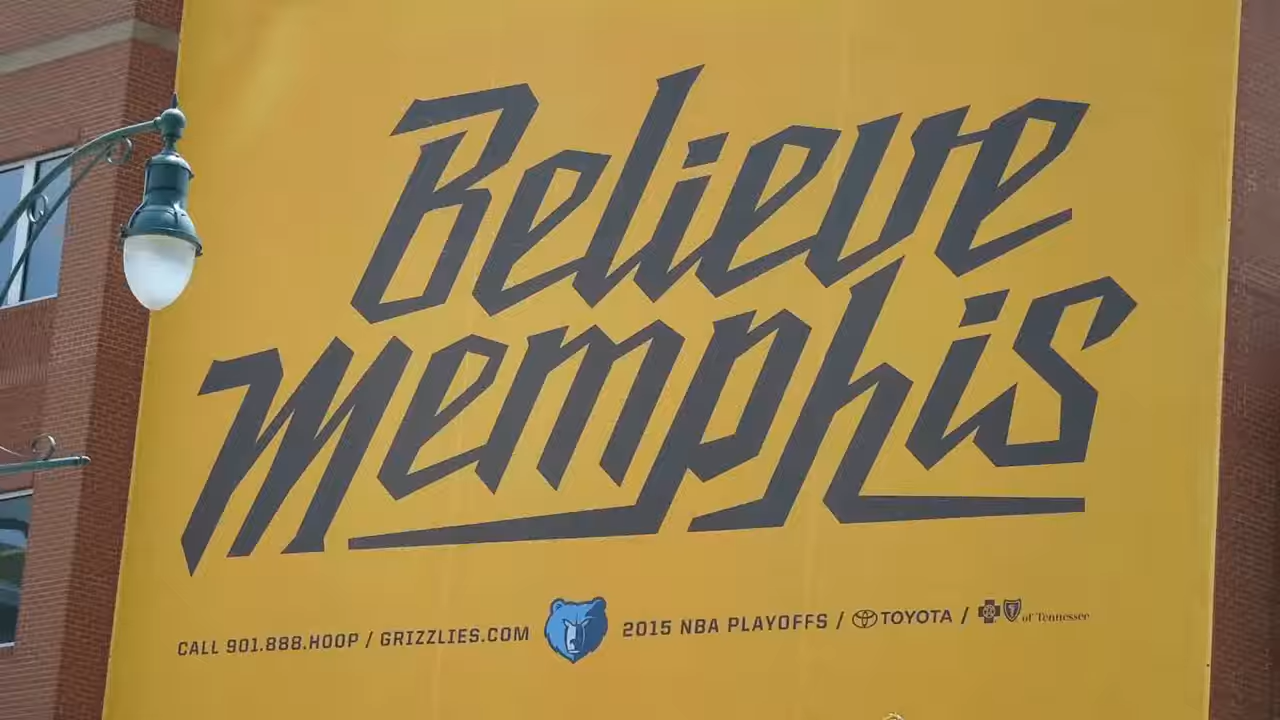 Believe
Memphis
CALL 901.888.HOOP / GRIZZLIES.COM 2015 NBA PLAYOFFS / TOYOTA / of Tennessee